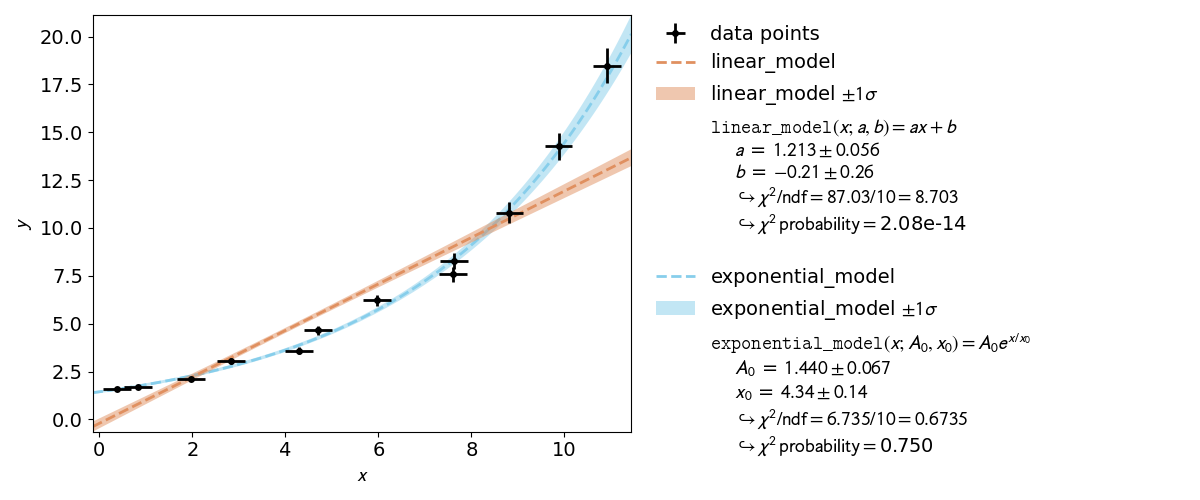 20.0
17.5
15.0
12.5
10.0
7.5
5.0
2.5
0.0
y
0 2 4 6 8 10
x
data points
linear_model
linear_model ±1σ
linear_model(x; a, b) = ax + b
a = 1.213 ± 0.056
b = −0.21 ± 0.26
↪ χ²/ndf = 87.03/10 = 8.703
↪ χ² probability = 2.08e-14
exponential_model
exponential_model ±1σ
exponential_model(x; A₀, x₀) = A₀e^{x/x₀}
A₀ = 1.440 ± 0.067
x₀ = 4.34 ± 0.14
↪ χ²/ndf = 6.735/10 = 0.6735
↪ χ² probability = 0.750